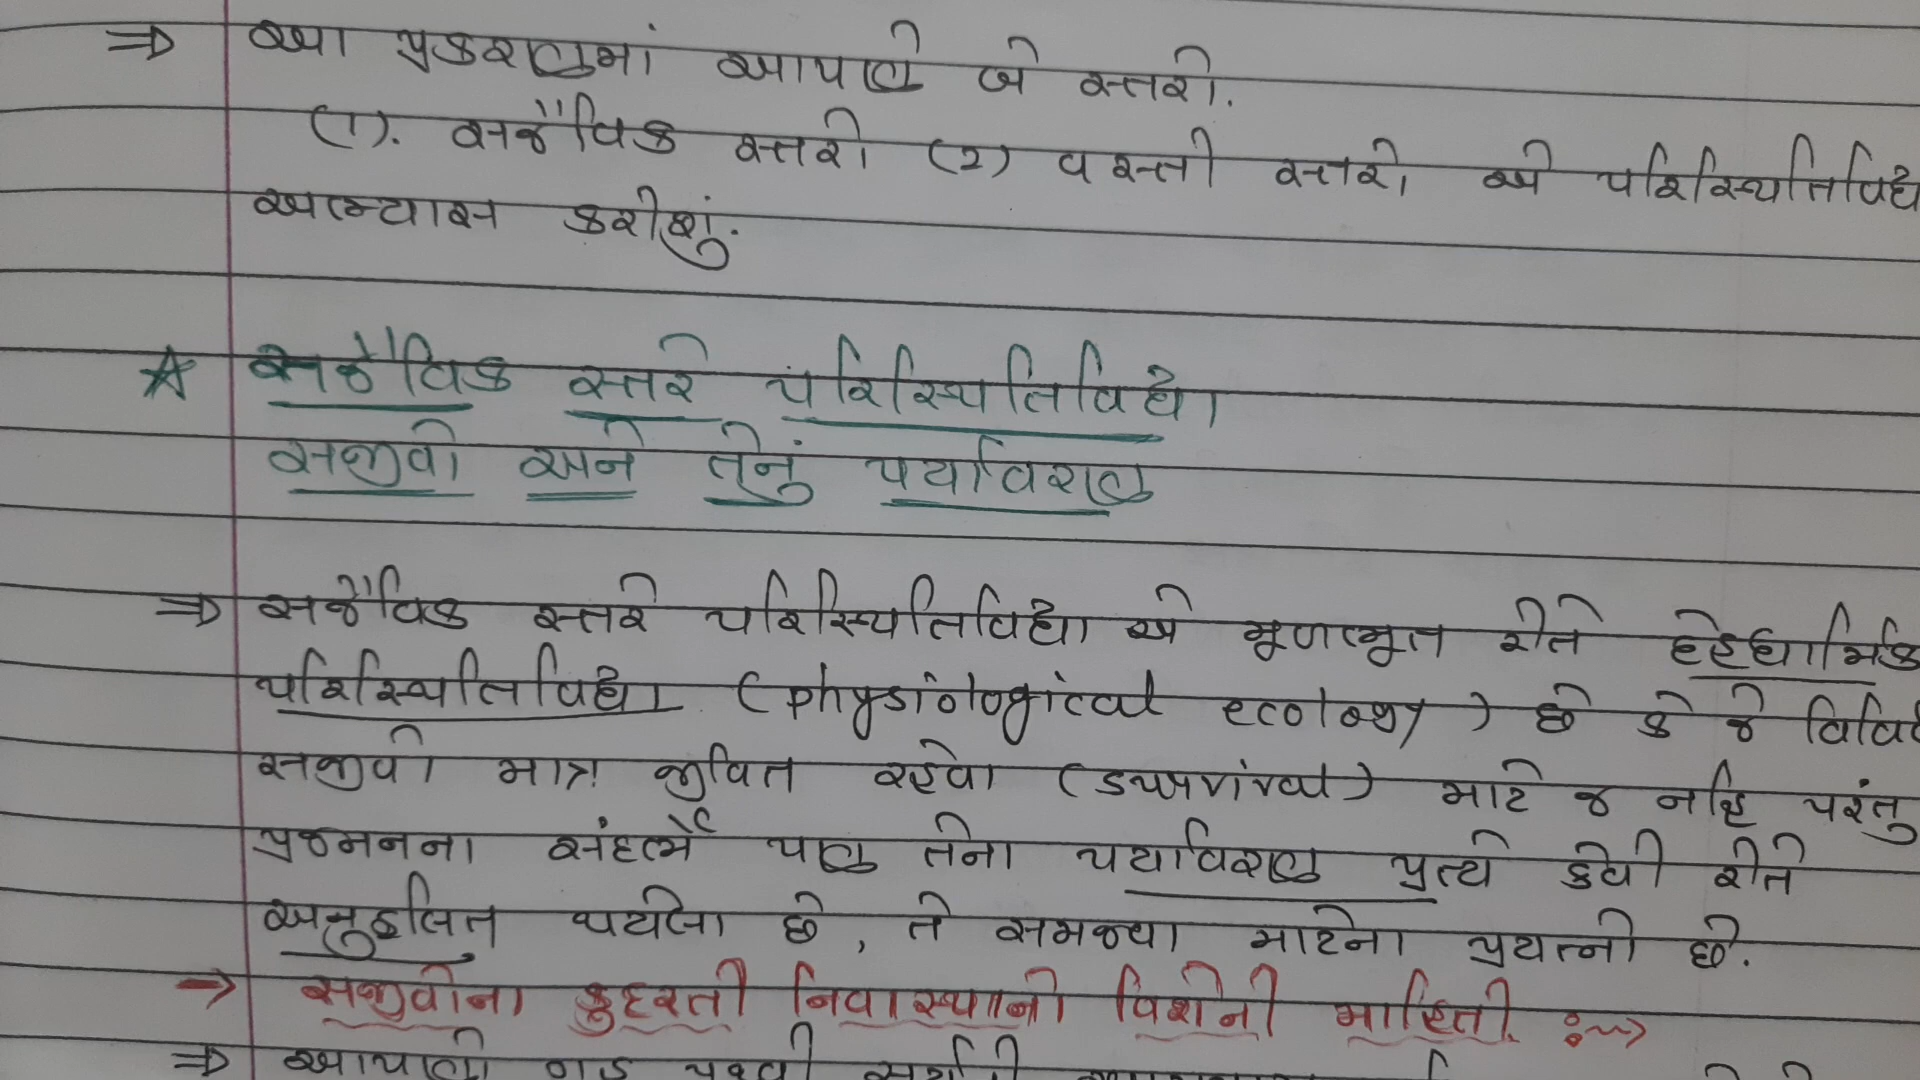 ⇒ આ પ્રકરણમાં આપણે બે સ્તરો.
(1). સજૈવિક સ્તરો (2) વસ્તી સ્તરો એ પરિસ્થિતિવિદ્યા
અભ્યાસ કરીશું.
★ સજૈવિક સ્તરે પરિસ્થિતિવિદ્યા
સજીવો અને તેનું પર્યાવરણ
⇒ સજૈવિક સ્તરે પરિસ્થિતિવિદ્યા એ મૂળભૂત રીતે દેહધાર્મિક
પરિસ્થિતિવિદ્યા (physiological ecology) છે કે જે વિવિધ
સજીવો માત્ર જીવિત રહેવા (survival) માટે જ નહિ પરંતુ
પ્રજનનના સંદર્ભે પણ તેના પર્યાવરણ પ્રત્યે કેવી રીતે
અનુકૂલિત થયેલા છે, તે સમજવા માટેના પ્રયત્નો છે.
→ સજીવોના કુદરતી નિવાસ્થાનો વિશેની માહિતી :~>
⇒ આપણે